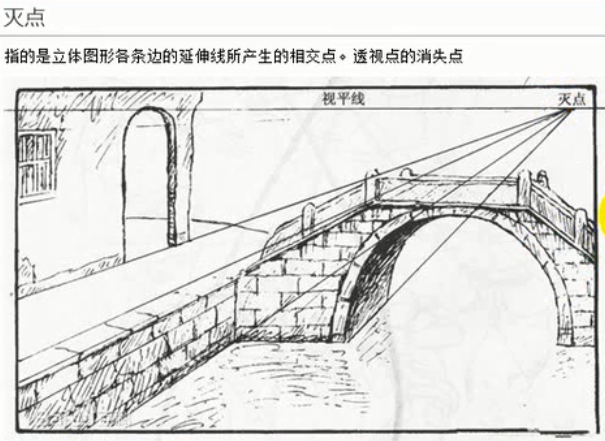 灭点
指的是立体图形各条边的延伸线所产生的相交点。透视点的消失点
视平线
灭点